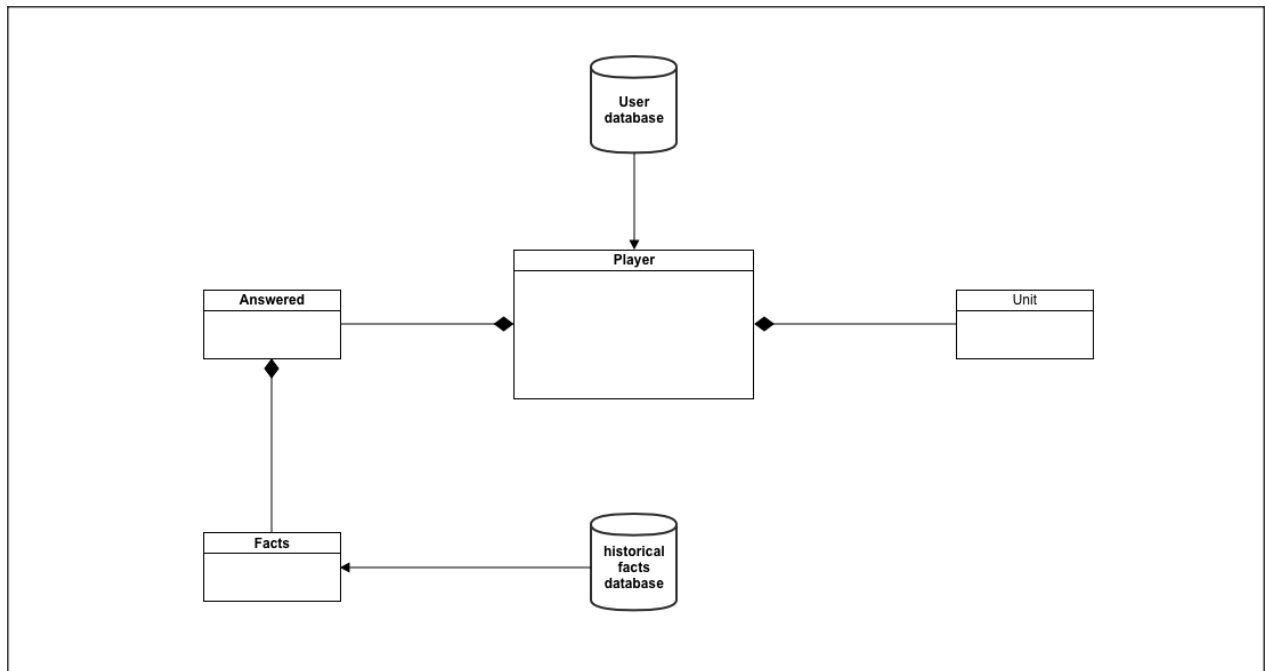 User
database
Player
Answered
Unit
Facts
historical
facts
database